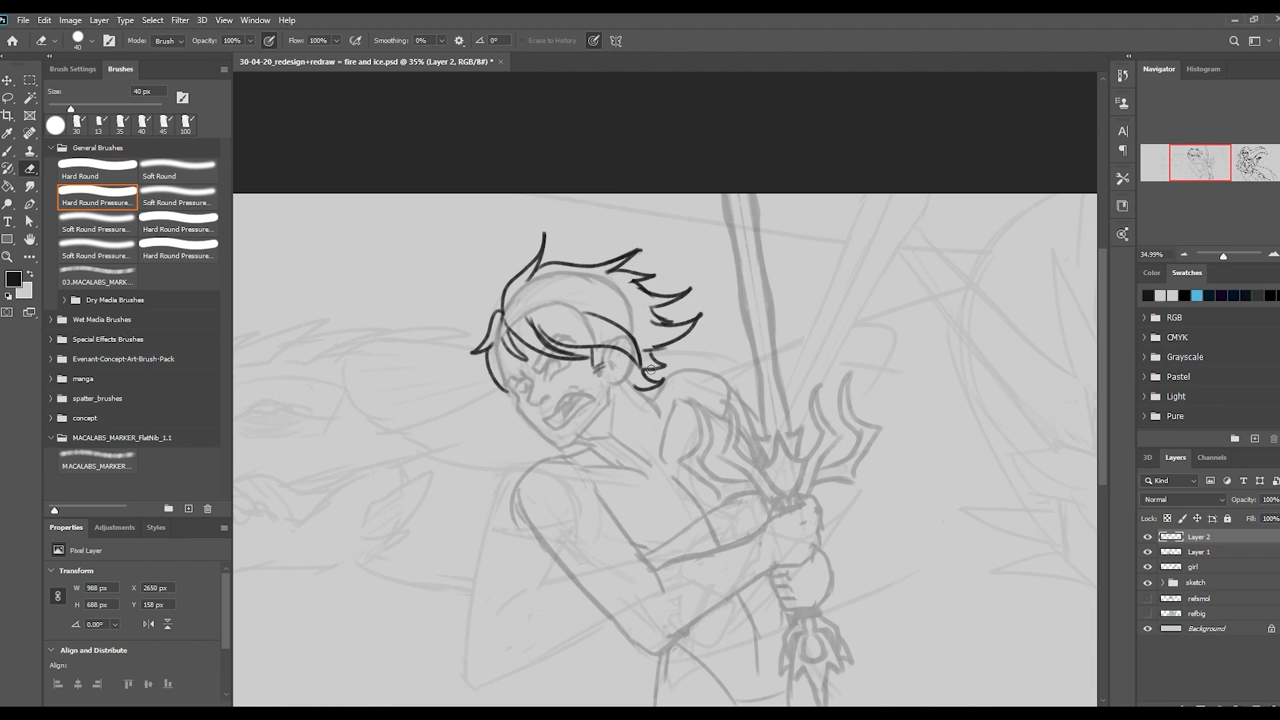 Ps File Edit Image Layer Type Select Filter 3D View Window Help
40 Mode: Brush Opacity: 100% Flow: 100% Smoothing: 0% 0° Erase to History
Brush Settings Brushes
30-04-20_redesign+redraw = fire and ice.psd @ 35% (Layer 2, RGB/8#) * ×
Navigator Histogram
Size: 40 px
30 13 35 40 45 100
General Brushes
Hard Round Soft Round
Hard Round Pressure... Soft Round Pressure...
Soft Round Pressure... Hard Round Pressure...
Soft Round Pressure... Hard Round Pressure...
03.MACALABS_MARK...
Dry Media Brushes
Wet Media Brushes
Special Effects Brushes
Evenant-Concept-Art-Brush-Pack
manga
spatter_brushes
concept
MACALABS_MARKER_FlatNib_1.1
MACALABS_MARKER...
Properties Adjustments Styles
Pixel Layer
Transform
W 988 px X 2650 px
H 688 px Y 158 px
0.00°
Align and Distribute
Align:
34.99%
Color Swatches
RGB
CMYK
Grayscale
Pastel
Light
Pure
3D Layers Channels
Kind
Normal Opacity: 100%
Lock: Fill: 100%
Layer 2
Layer 1
girl
sketch
refsmol
refbig
Background